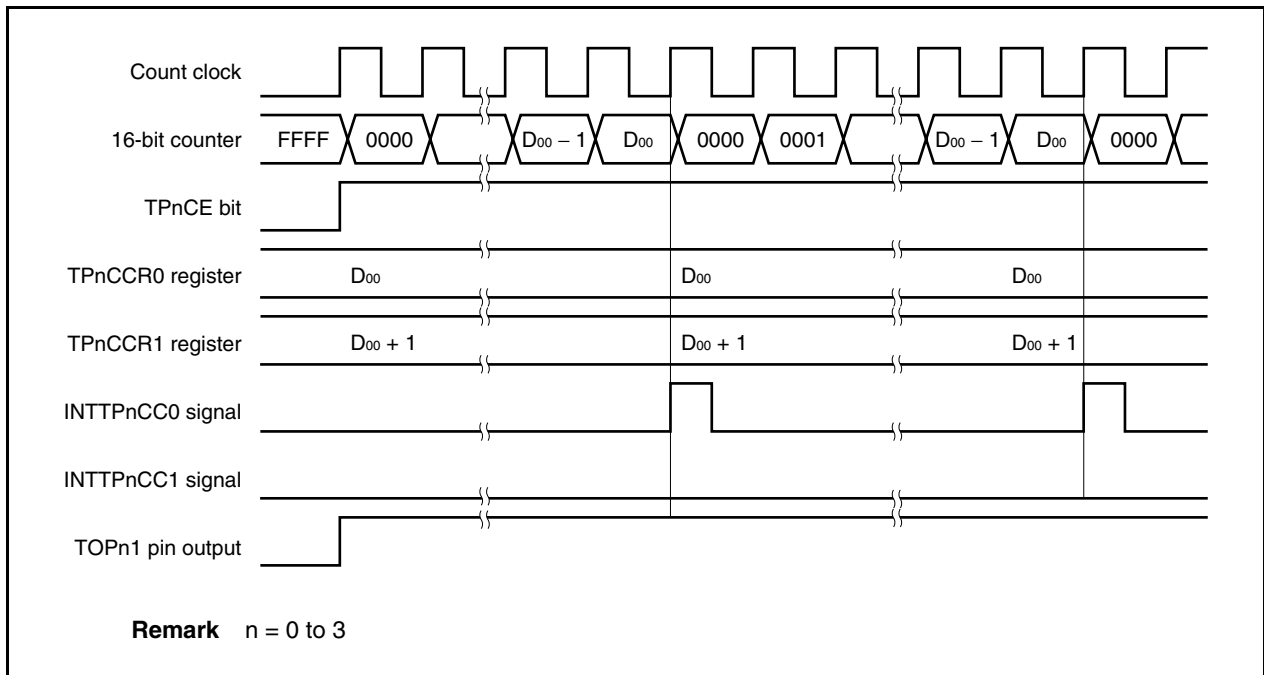 Count clock
16-bit counter FFFF 0000 D00 − 1 D00 0000 0001 D00 − 1 D00 0000
TPnCE bit
TPnCCR0 register D00 D00 D00
TPnCCR1 register D00 + 1 D00 + 1 D00 + 1
INTTPnCC0 signal
INTTPnCC1 signal
TOPn1 pin output
Remark n = 0 to 3